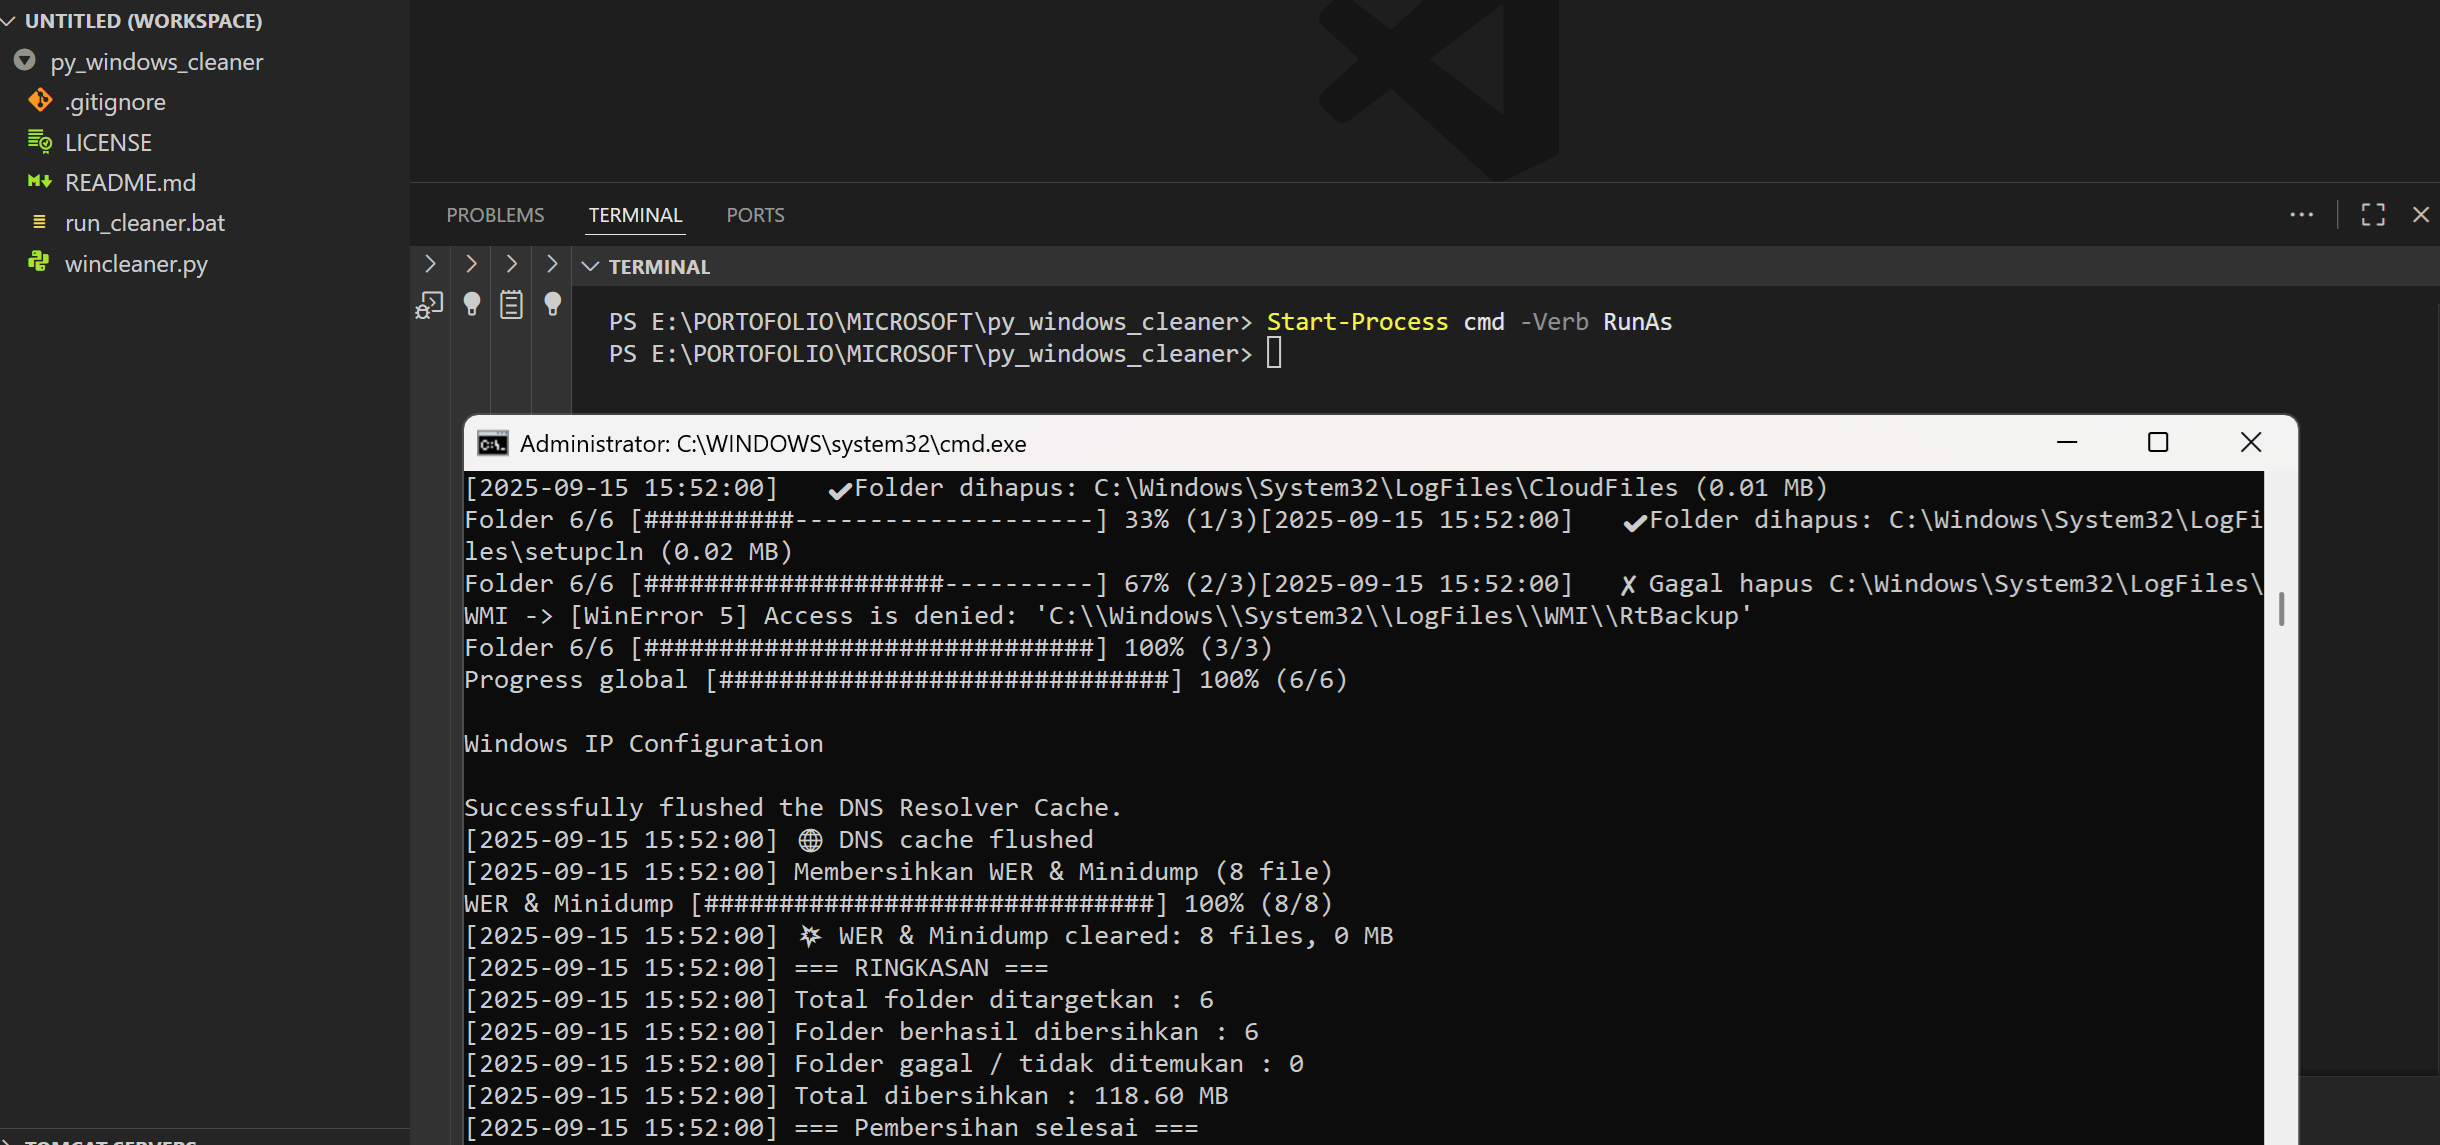 UNTITLED (WORKSPACE)
py_windows_cleaner
.gitignore
LICENSE
README.md
run_cleaner.bat
wincleaner.py
TOMCAT SERVERS
PROBLEMS TERMINAL PORTS
TERMINAL
PS E:\PORTOFOLIO\MICROSOFT\py_windows_cleaner> Start-Process cmd -Verb RunAs
PS E:\PORTOFOLIO\MICROSOFT\py_windows_cleaner>
Administrator: C:\WINDOWS\system32\cmd.exe
[2025-09-15 15:52:00] ✔Folder dihapus: C:\Windows\System32\LogFiles\CloudFiles (0.01 MB)
Folder 6/6 [##########--------------------] 33% (1/3)[2025-09-15 15:52:00] ✔Folder dihapus: C:\Windows\System32\LogFi
les\setupcln (0.02 MB)
Folder 6/6 [####################----------] 67% (2/3)[2025-09-15 15:52:00] ✗ Gagal hapus C:\Windows\System32\LogFiles\
WMI -> [WinError 5] Access is denied: 'C:\\Windows\\System32\\LogFiles\\WMI\\RtBackup'
Folder 6/6 [##############################] 100% (3/3)
Progress global [##############################] 100% (6/6)
Windows IP Configuration
Successfully flushed the DNS Resolver Cache.
[2025-09-15 15:52:00] 🌐 DNS cache flushed
[2025-09-15 15:52:00] Membersihkan WER & Minidump (8 file)
WER & Minidump [##############################] 100% (8/8)
[2025-09-15 15:52:00] 💥 WER & Minidump cleared: 8 files, 0 MB
[2025-09-15 15:52:00] === RINGKASAN ===
[2025-09-15 15:52:00] Total folder ditargetkan : 6
[2025-09-15 15:52:00] Folder berhasil dibersihkan : 6
[2025-09-15 15:52:00] Folder gagal / tidak ditemukan : 0
[2025-09-15 15:52:00] Total dibersihkan : 118.60 MB
[2025-09-15 15:52:00] === Pembersihan selesai ===